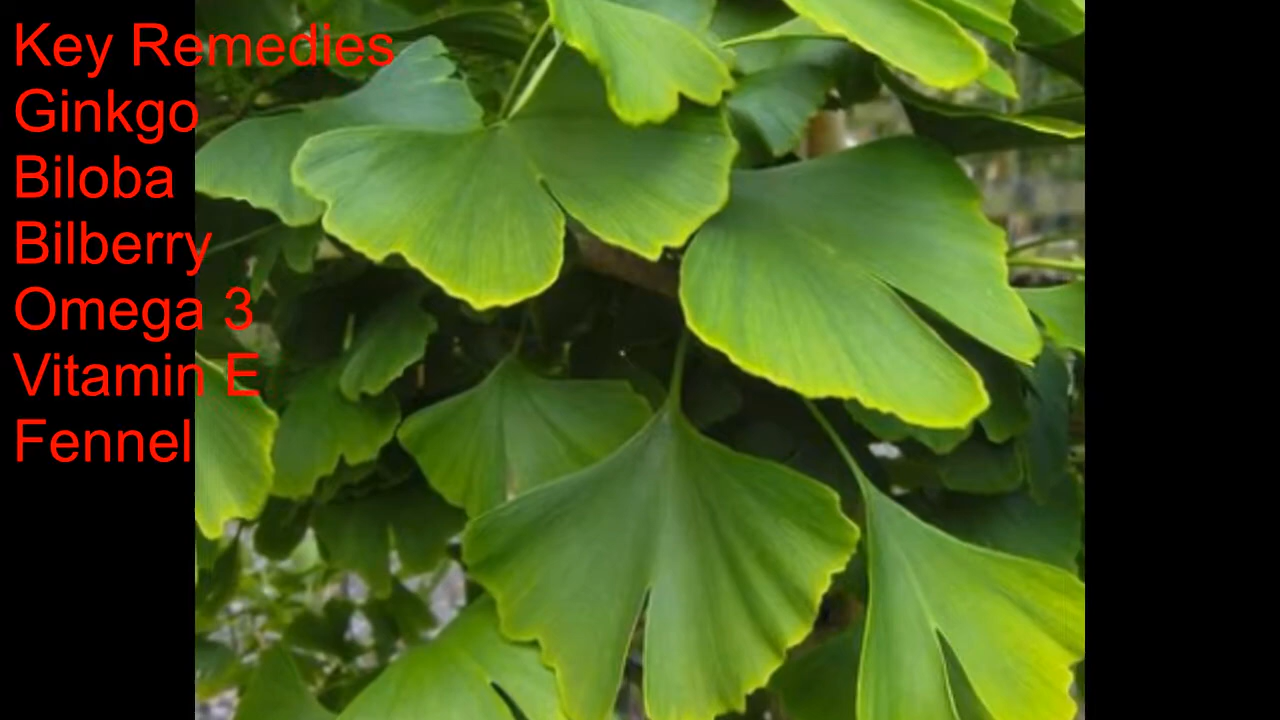 Key Remedies
Ginkgo
Biloba
Bilberry
Omega 3
Vitamin E
Fennel